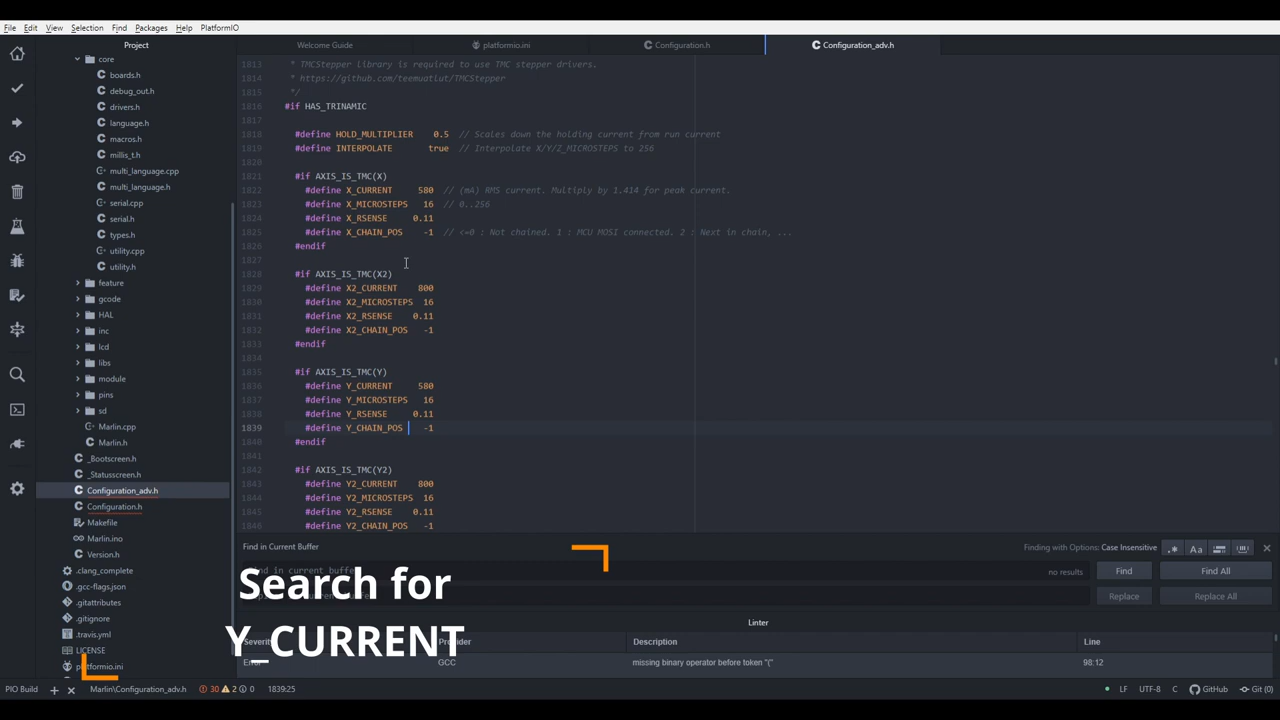 File Edit View Selection Find Packages Help PlatformIO
Project
Welcome Guide
platformio.ini
Configuration.h
Configuration_adv.h
core
boards.h
debug_out.h
drivers.h
language.h
macros.h
millis_t.h
multi_language.cpp
multi_language.h
serial.cpp
serial.h
types.h
utility.cpp
utility.h
feature
gcode
HAL
inc
lcd
libs
module
pins
sd
Marlin.cpp
Marlin.h
_Bootscreen.h
_Statusscreen.h
Configuration_adv.h
Configuration.h
Makefile
Marlin.ino
Version.h
.clang_complete
.gcc-flags.json
.gitattributes
.gitignore
.travis.yml
LICENSE
platformio.ini
1813 * TMCStepper library is required to use TMC stepper drivers.
1814 * https://github.com/teemuatlut/TMCStepper
1815 */
1816 #if HAS_TRINAMIC
1817
1818 #define HOLD_MULTIPLIER 0.5 // Scales down the holding current from run current
1819 #define INTERPOLATE true // Interpolate X/Y/Z_MICROSTEPS to 256
1820
1821 #if AXIS_IS_TMC(X)
1822 #define X_CURRENT 580 // (mA) RMS current. Multiply by 1.414 for peak current.
1823 #define X_MICROSTEPS 16 // 0..256
1824 #define X_RSENSE 0.11
1825 #define X_CHAIN_POS -1 // <=0 : Not chained. 1 : MCU MOSI connected. 2 : Next in chain, ...
1826 #endif
1827
1828 #if AXIS_IS_TMC(X2)
1829 #define X2_CURRENT 800
1830 #define X2_MICROSTEPS 16
1831 #define X2_RSENSE 0.11
1832 #define X2_CHAIN_POS -1
1833 #endif
1834
1835 #if AXIS_IS_TMC(Y)
1836 #define Y_CURRENT 580
1837 #define Y_MICROSTEPS 16
1838 #define Y_RSENSE 0.11
1839 #define Y_CHAIN_POS -1
1840 #endif
1841
1842 #if AXIS_IS_TMC(Y2)
1843 #define Y2_CURRENT 800
1844 #define Y2_MICROSTEPS 16
1845 #define Y2_RSENSE 0.11
1846 #define Y2_CHAIN_POS -1
Find in Current Buffer
Finding with Options: Case Insensitive
.* Aa
in current buffer
no results
Find
Find All
Replace
Replace All
Search for
Y_CURRENT
Linter
Severity Provider Description Line
Error GCC missing binary operator before token "(" 98:12
PIO Build + × Marlin\Configuration_adv.h 30 2 0 1839:25
LF UTF-8 C GitHub Git (0)